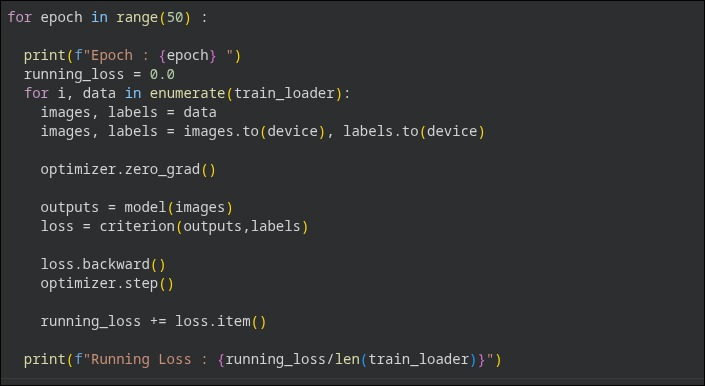 for epoch in range(50) :
print(f"Epoch : {epoch} ")
running_loss = 0.0
for i, data in enumerate(train_loader):
images, labels = data
images, labels = images.to(device), labels.to(device)
optimizer.zero_grad()
outputs = model(images)
loss = criterion(outputs,labels)
loss.backward()
optimizer.step()
running_loss += loss.item()
print(f"Running Loss : {running_loss/len(train_loader)}")